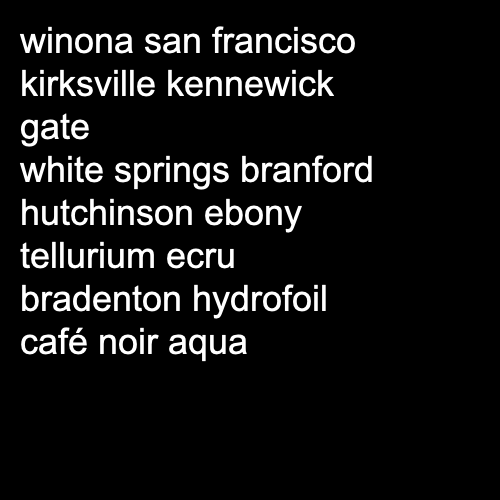 winona san francisco
kirksville kennewick
gate
white springs branford
hutchinson ebony
tellurium ecru
bradenton hydrofoil
café noir aqua